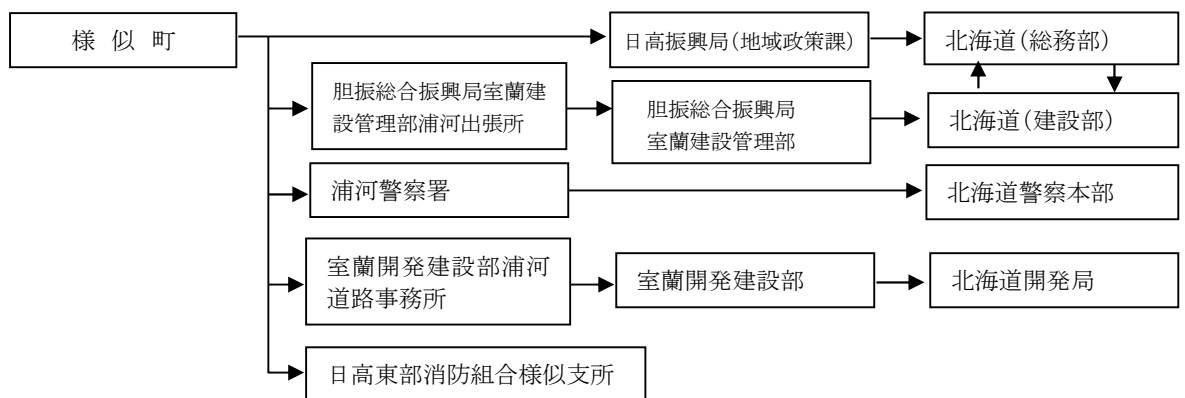 様 似 町
日高振興局(地域政策課)
北海道(総務部)
胆振総合振興局室蘭建
設管理部浦河出張所
胆振総合振興局
室蘭建設管理部
北海道(建設部)
浦河警察署
北海道警察本部
室蘭開発建設部浦河
道路事務所
室蘭開発建設部
北海道開発局
日高東部消防組合様似支所